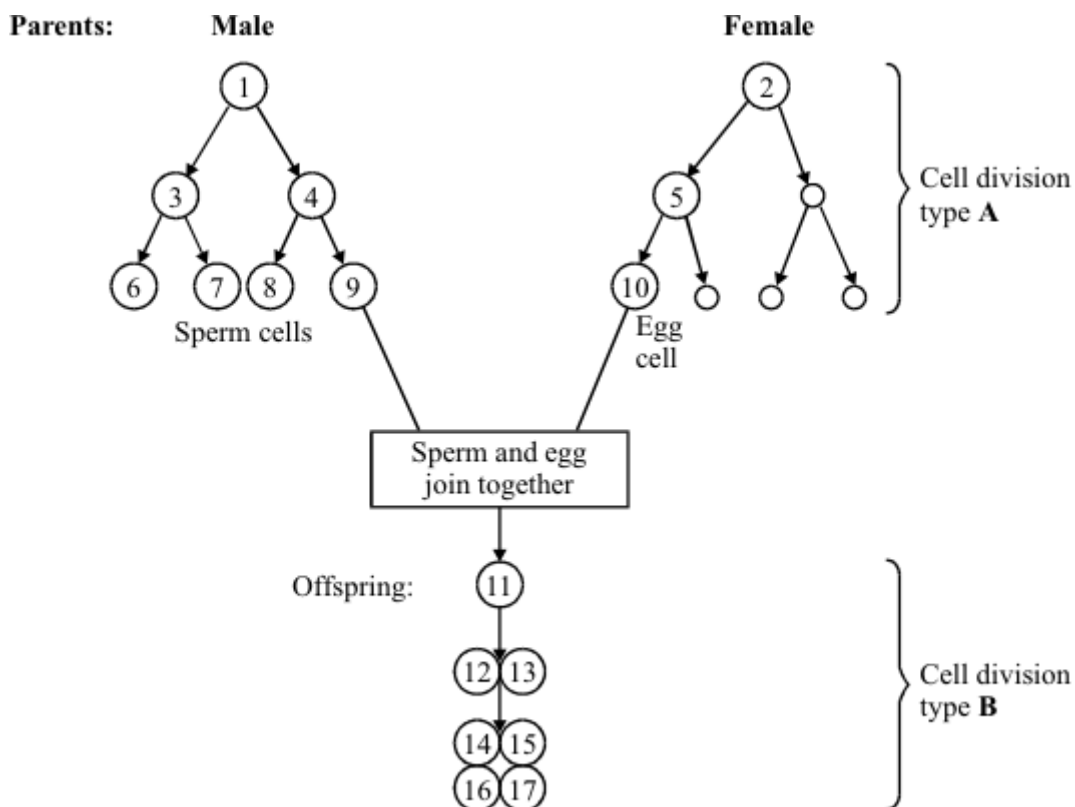 Parents: Male Female
1 2
3 4 5
Cell division
type A
6 7 8 9 10
Sperm cells
Egg
cell
Sperm and egg
join together
Offspring: 11
12 13
Cell division
type B
14 15
16 17